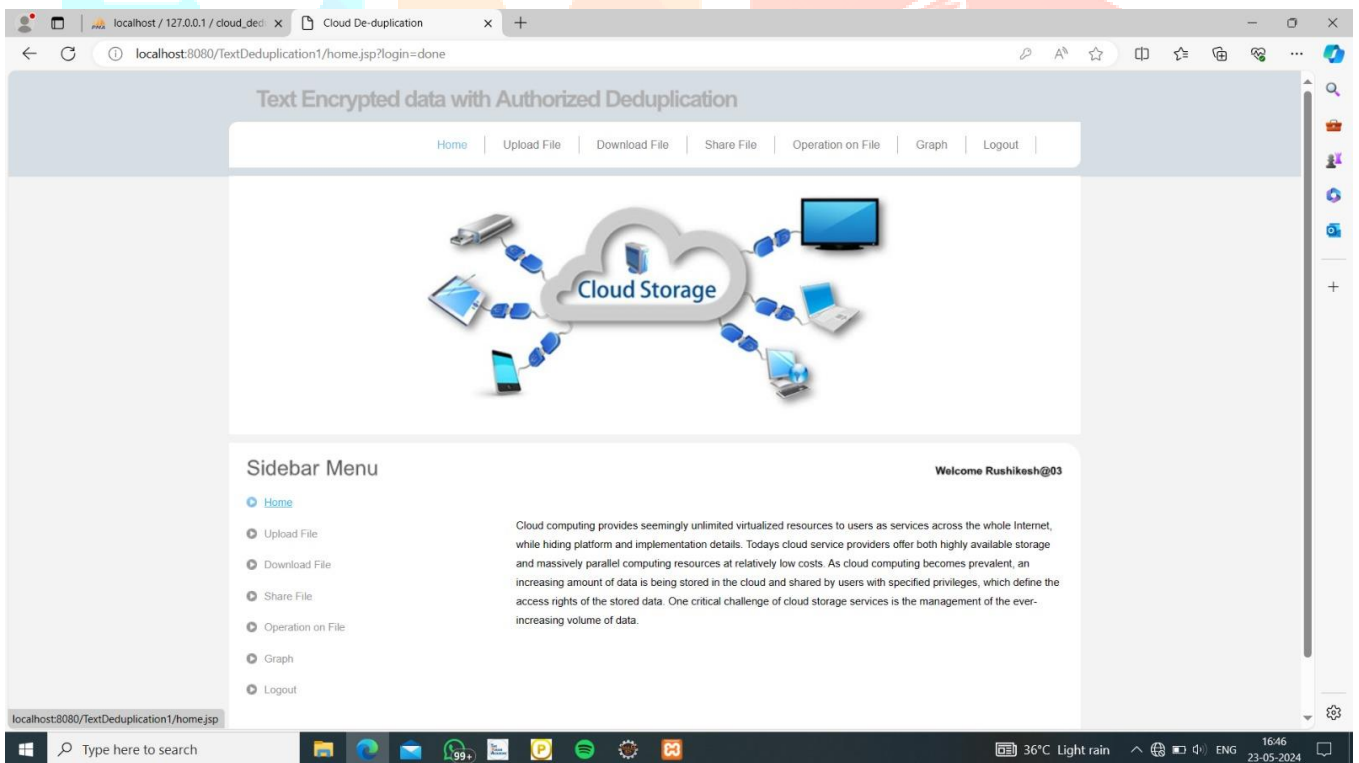 localhost / 127.0.0.1 / cloud_ded
Cloud De-duplication
localhost:8080/TextDeduplication1/home.jsp?login=done
Text Encrypted data with Authorized Deduplication
Home
Upload File
Download File
Share File
Operation on File
Graph
Logout
Cloud Storage
Sidebar Menu
Welcome Rushikesh@03
Home
Upload File
Download File
Share File
Operation on File
Graph
Logout
Cloud computing provides seemingly unlimited virtualized resources to users as services across the whole Internet,
while hiding platform and implementation details. Todays cloud service providers offer both highly available storage
and massively parallel computing resources at relatively low costs. As cloud computing becomes prevalent, an
increasing amount of data is being stored in the cloud and shared by users with specified privileges, which define the
access rights of the stored data. One critical challenge of cloud storage services is the management of the ever-
increasing volume of data.
localhost:8080/TextDeduplication1/home.jsp
Type here to search
99+
36°C Light rain
ENG
16:46
23-05-2024